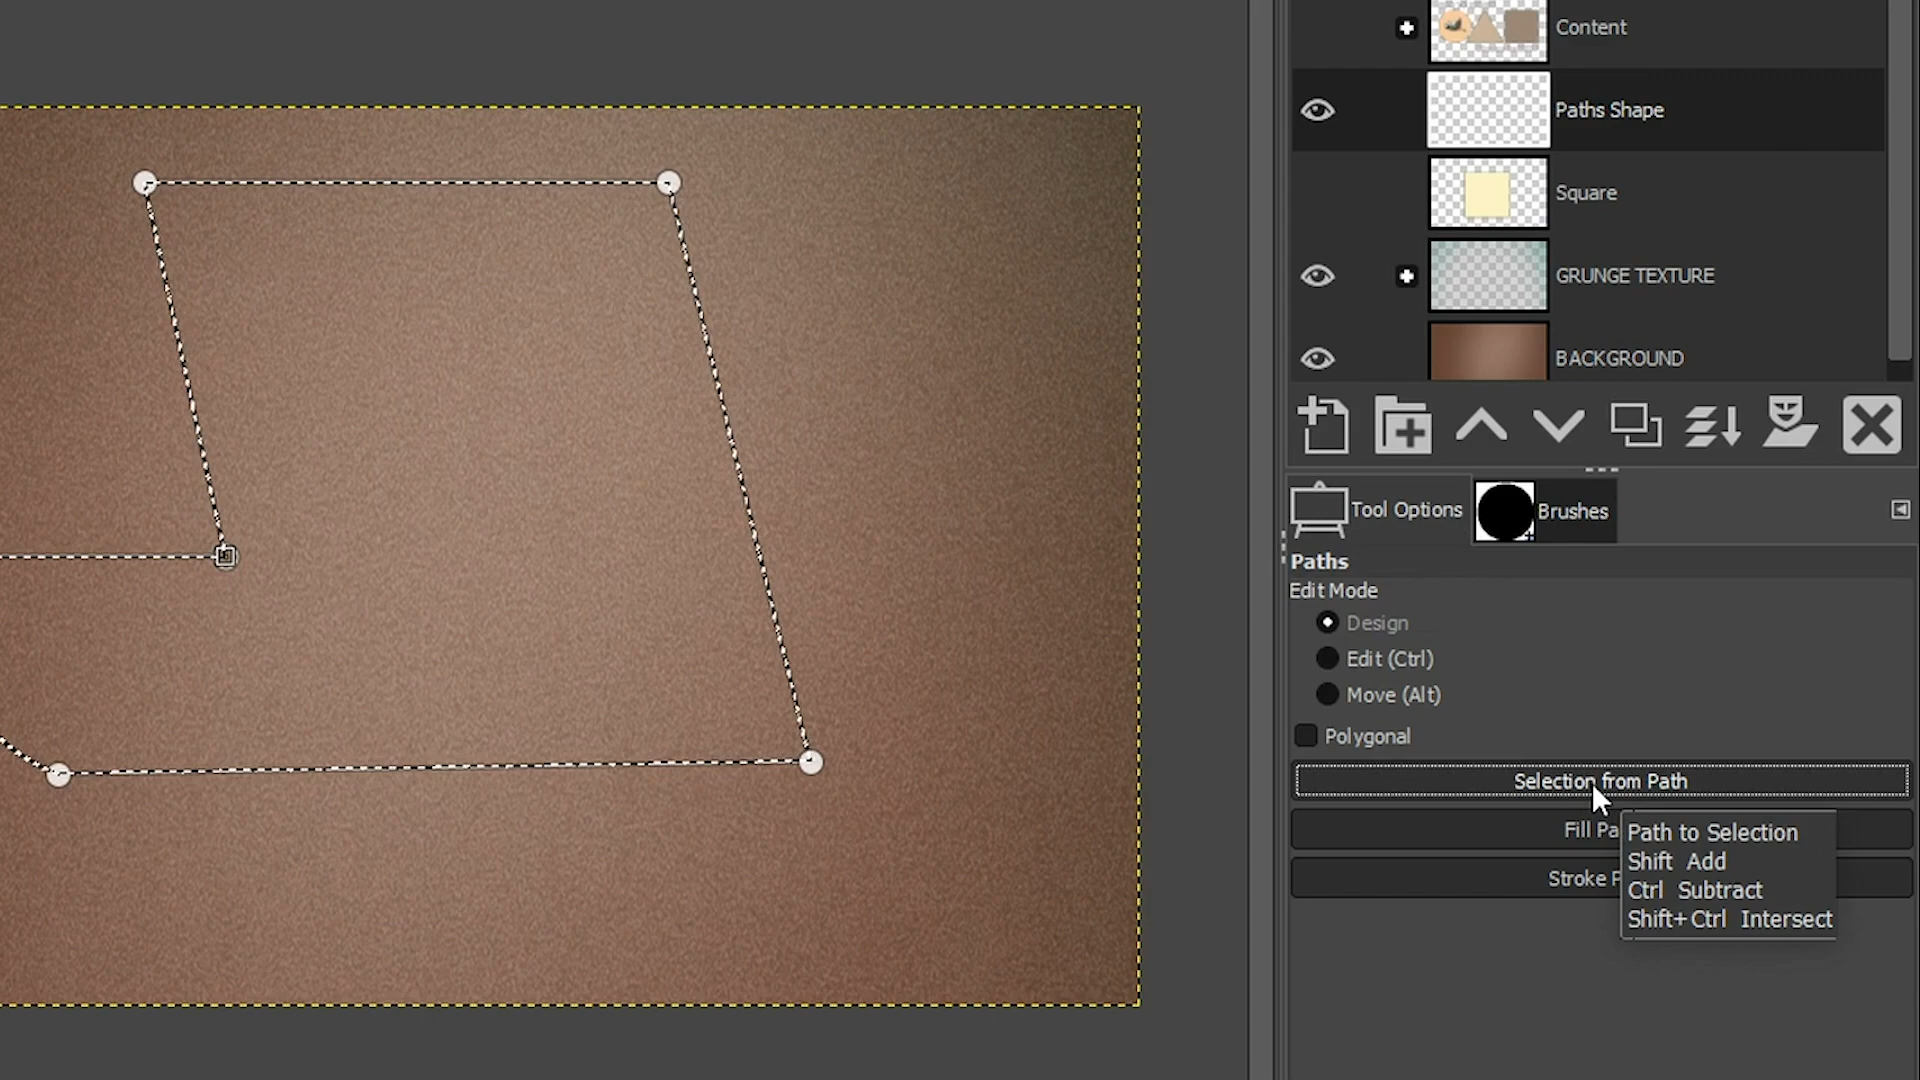 Content
Paths Shape
Square
GRUNGE TEXTURE
BACKGROUND
Tool Options
Brushes
Paths
Edit Mode
Design
Edit (Ctrl)
Move (Alt)
Polygonal
Selection from Path
Fill Pa
Stroke P
Path to Selection
Shift Add
Ctrl Subtract
Shift+Ctrl Intersect